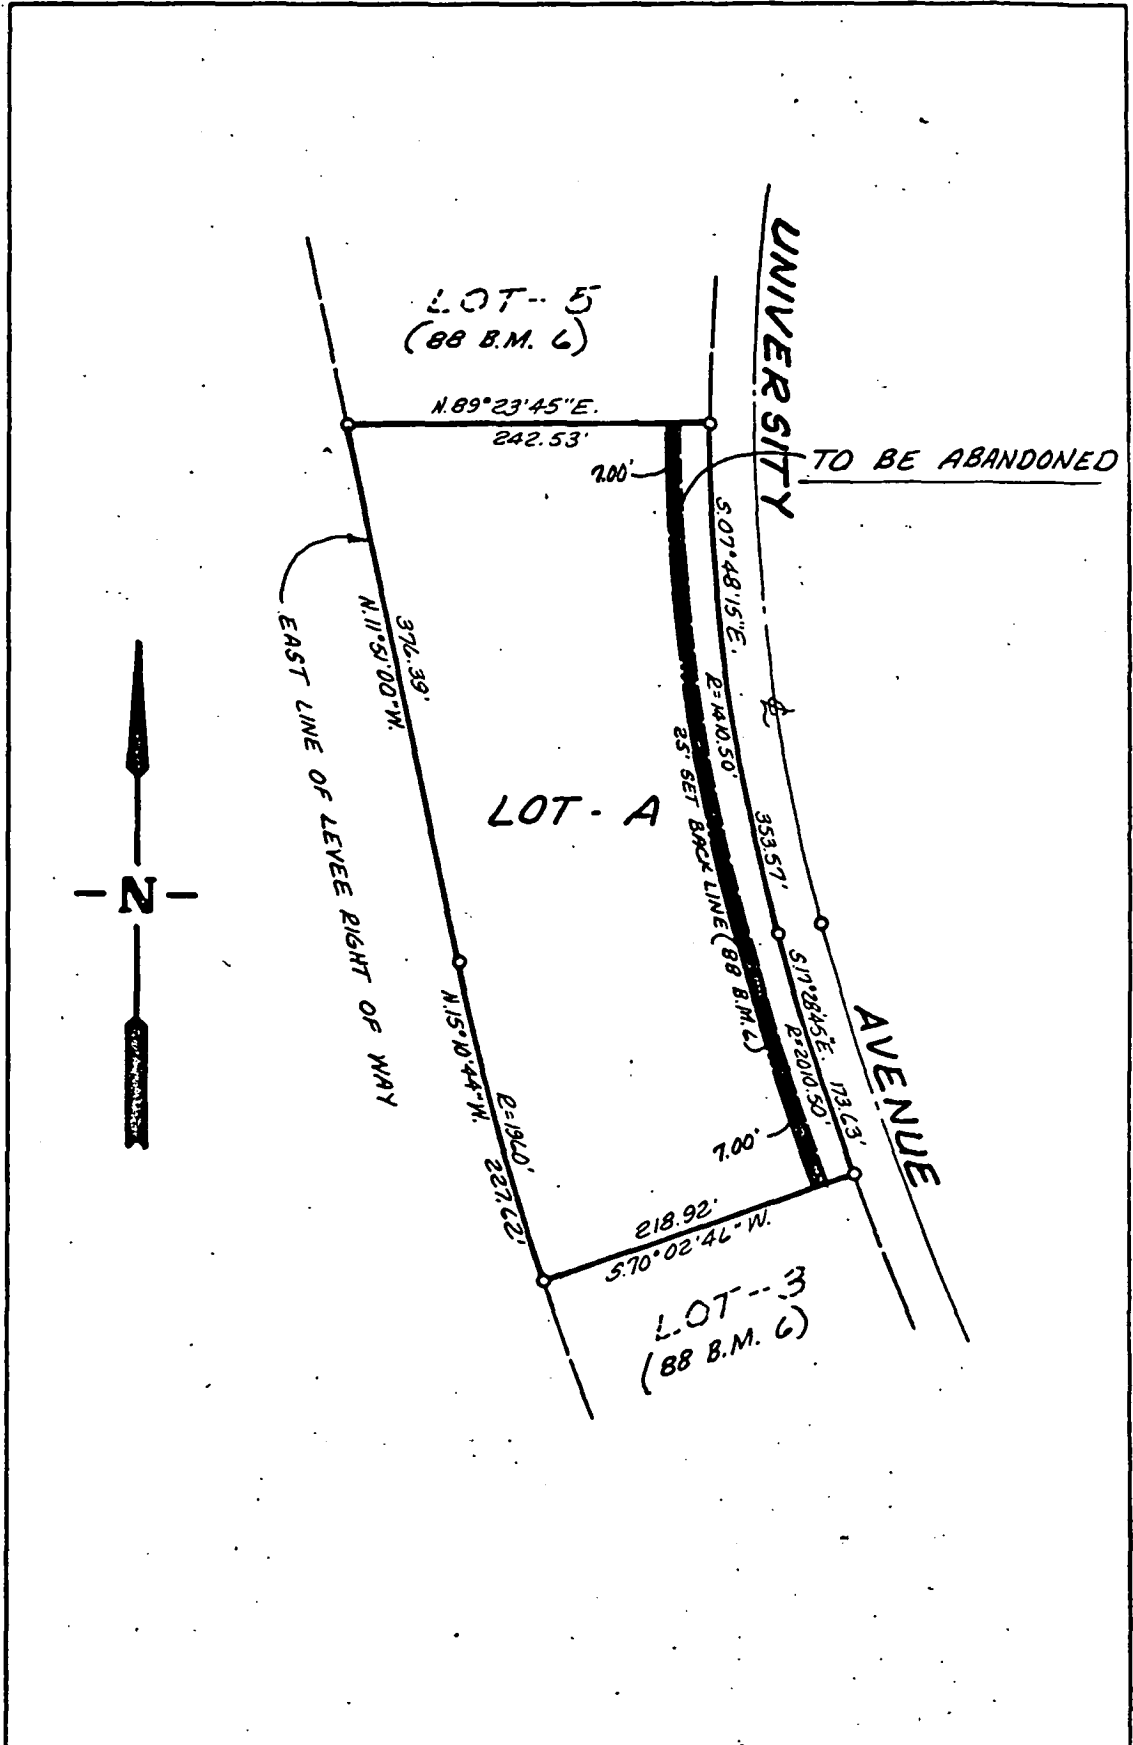 LOT-- 5
(88 B.M. 6)
UNIVERSITY
N.89°23'45"E.
242.53'
7.00'
TO BE ABANDONED
S.07°48'15"E.
R=1410.50'
353.57'
376.39'
N.11°51'00"W.
EAST LINE OF LEVEE RIGHT OF WAY
25' SET BACK LINE (88 B.M.6)
LOT - A
- N -
S.17°28'45"E. 173.63'
R=2010.50'
AVENUE
N.15°10'44"W.
R=1960'
227.62'
7.00'
218.92'
S.70°02'46"W.
LOT--3
(88 B.M. 6)